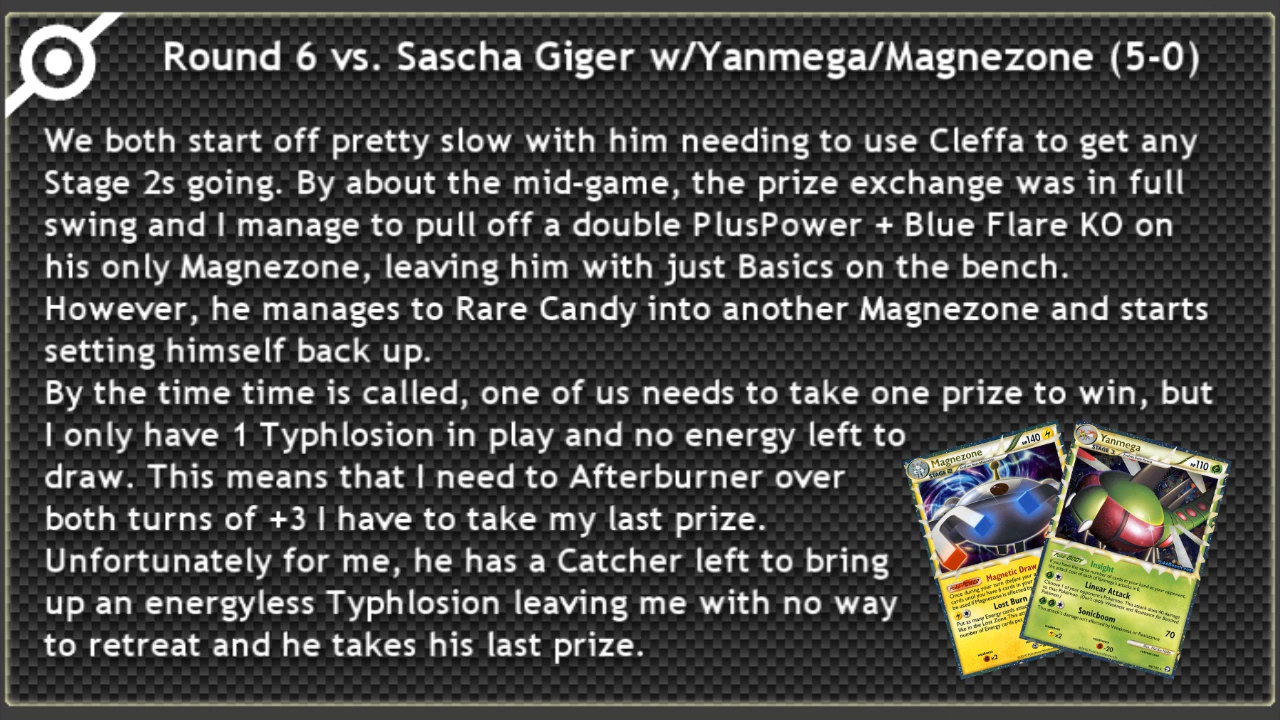 Round 6 vs. Sascha Giger w/Yanmega/Magnezone (5-0)
We both start off pretty slow with him needing to use Cleffa to get any
Stage 2s going. By about the mid-game, the prize exchange was in full
swing and I manage to pull off a double PlusPower + Blue Flare KO on
his only Magnezone, leaving him with just Basics on the bench.
However, he manages to Rare Candy into another Magnezone and starts
setting himself back up.
By the time time is called, one of us needs to take one prize to win, but
I only have 1 Typhlosion in play and no energy left to
draw. This means that I need to Afterburner over
both turns of +3 I have to take my last prize.
Unfortunately for me, he has a Catcher left to bring
up an energyless Typhlosion leaving me with no way
to retreat and he takes his last prize.
Magnezone
HP140
Magnetic Draw
Lost Burn
x2
Yanmega
HP110
Insight
Linear Attack
Sonicboom
70
x2
-20